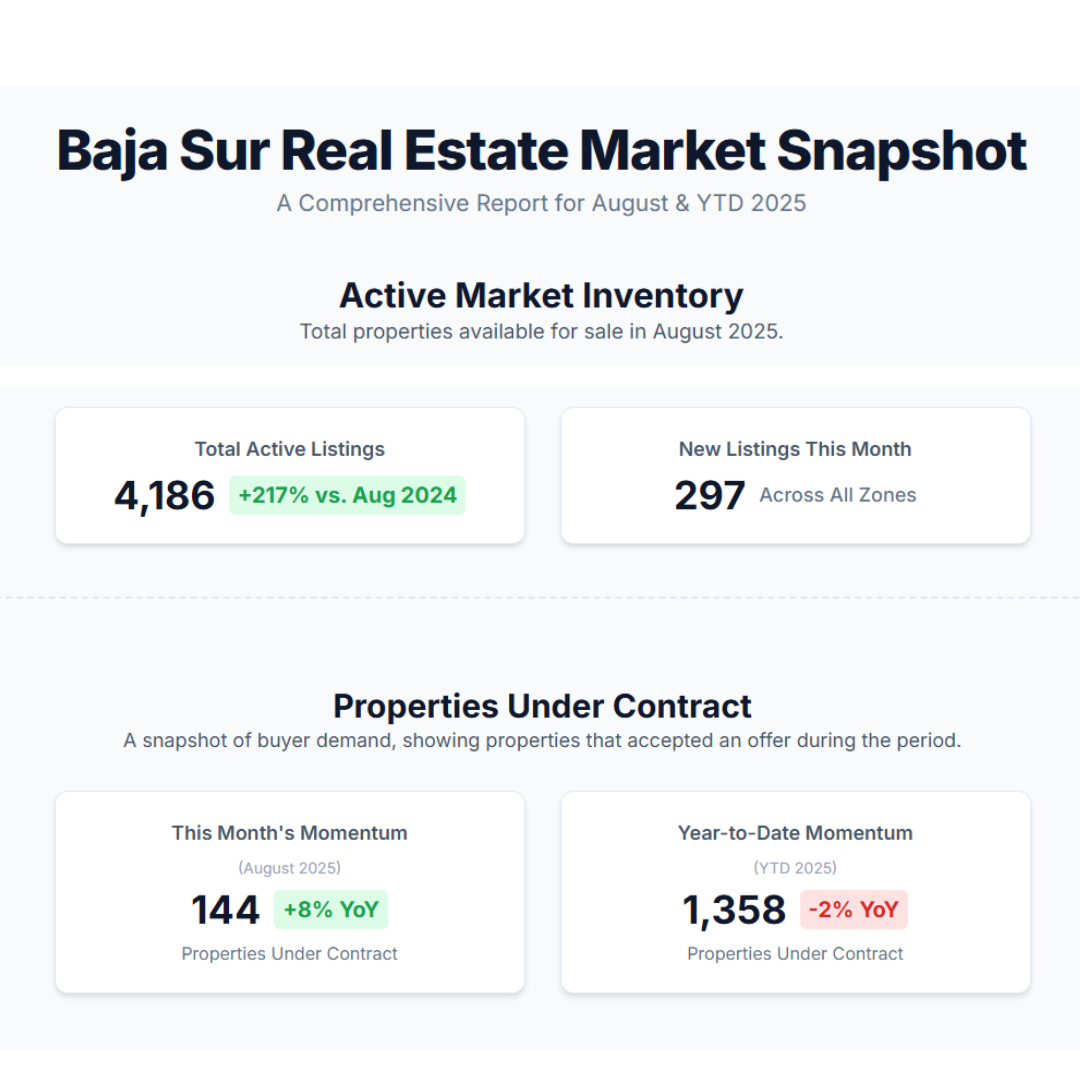 Baja Sur Real Estate Market Snapshot
A Comprehensive Report for August & YTD 2025
Active Market Inventory
Total properties available for sale in August 2025.
Total Active Listings
4,186 +217% vs. Aug 2024
New Listings This Month
297 Across All Zones
Properties Under Contract
A snapshot of buyer demand, showing properties that accepted an offer during the period.
This Month's Momentum
(August 2025)
144 +8% YoY
Properties Under Contract
Year-to-Date Momentum
(YTD 2025)
1,358 -2% YoY
Properties Under Contract